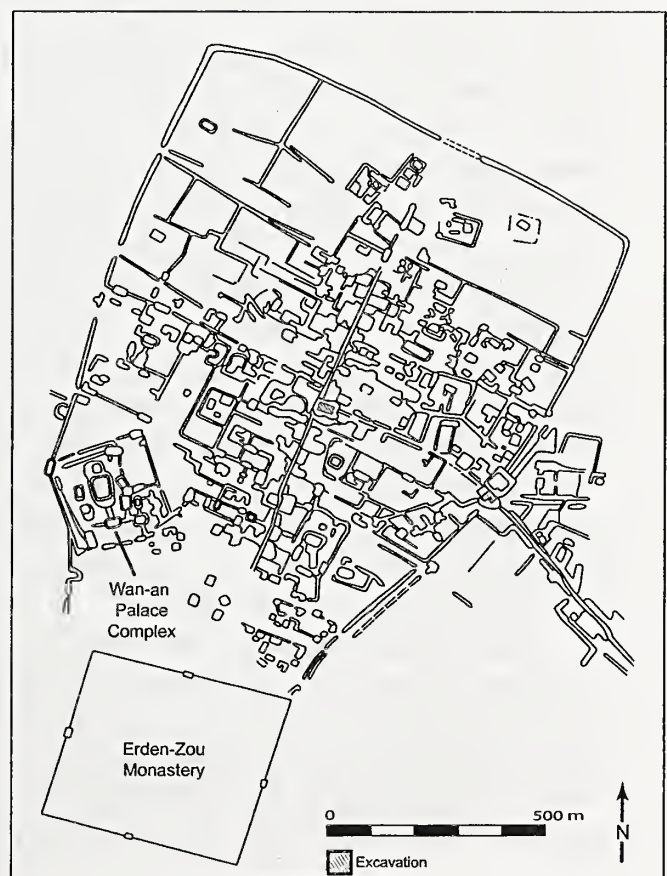 Wan-an
Palace
Complex
Erden-Zou
Monastery
0 500 m
N
Excavation